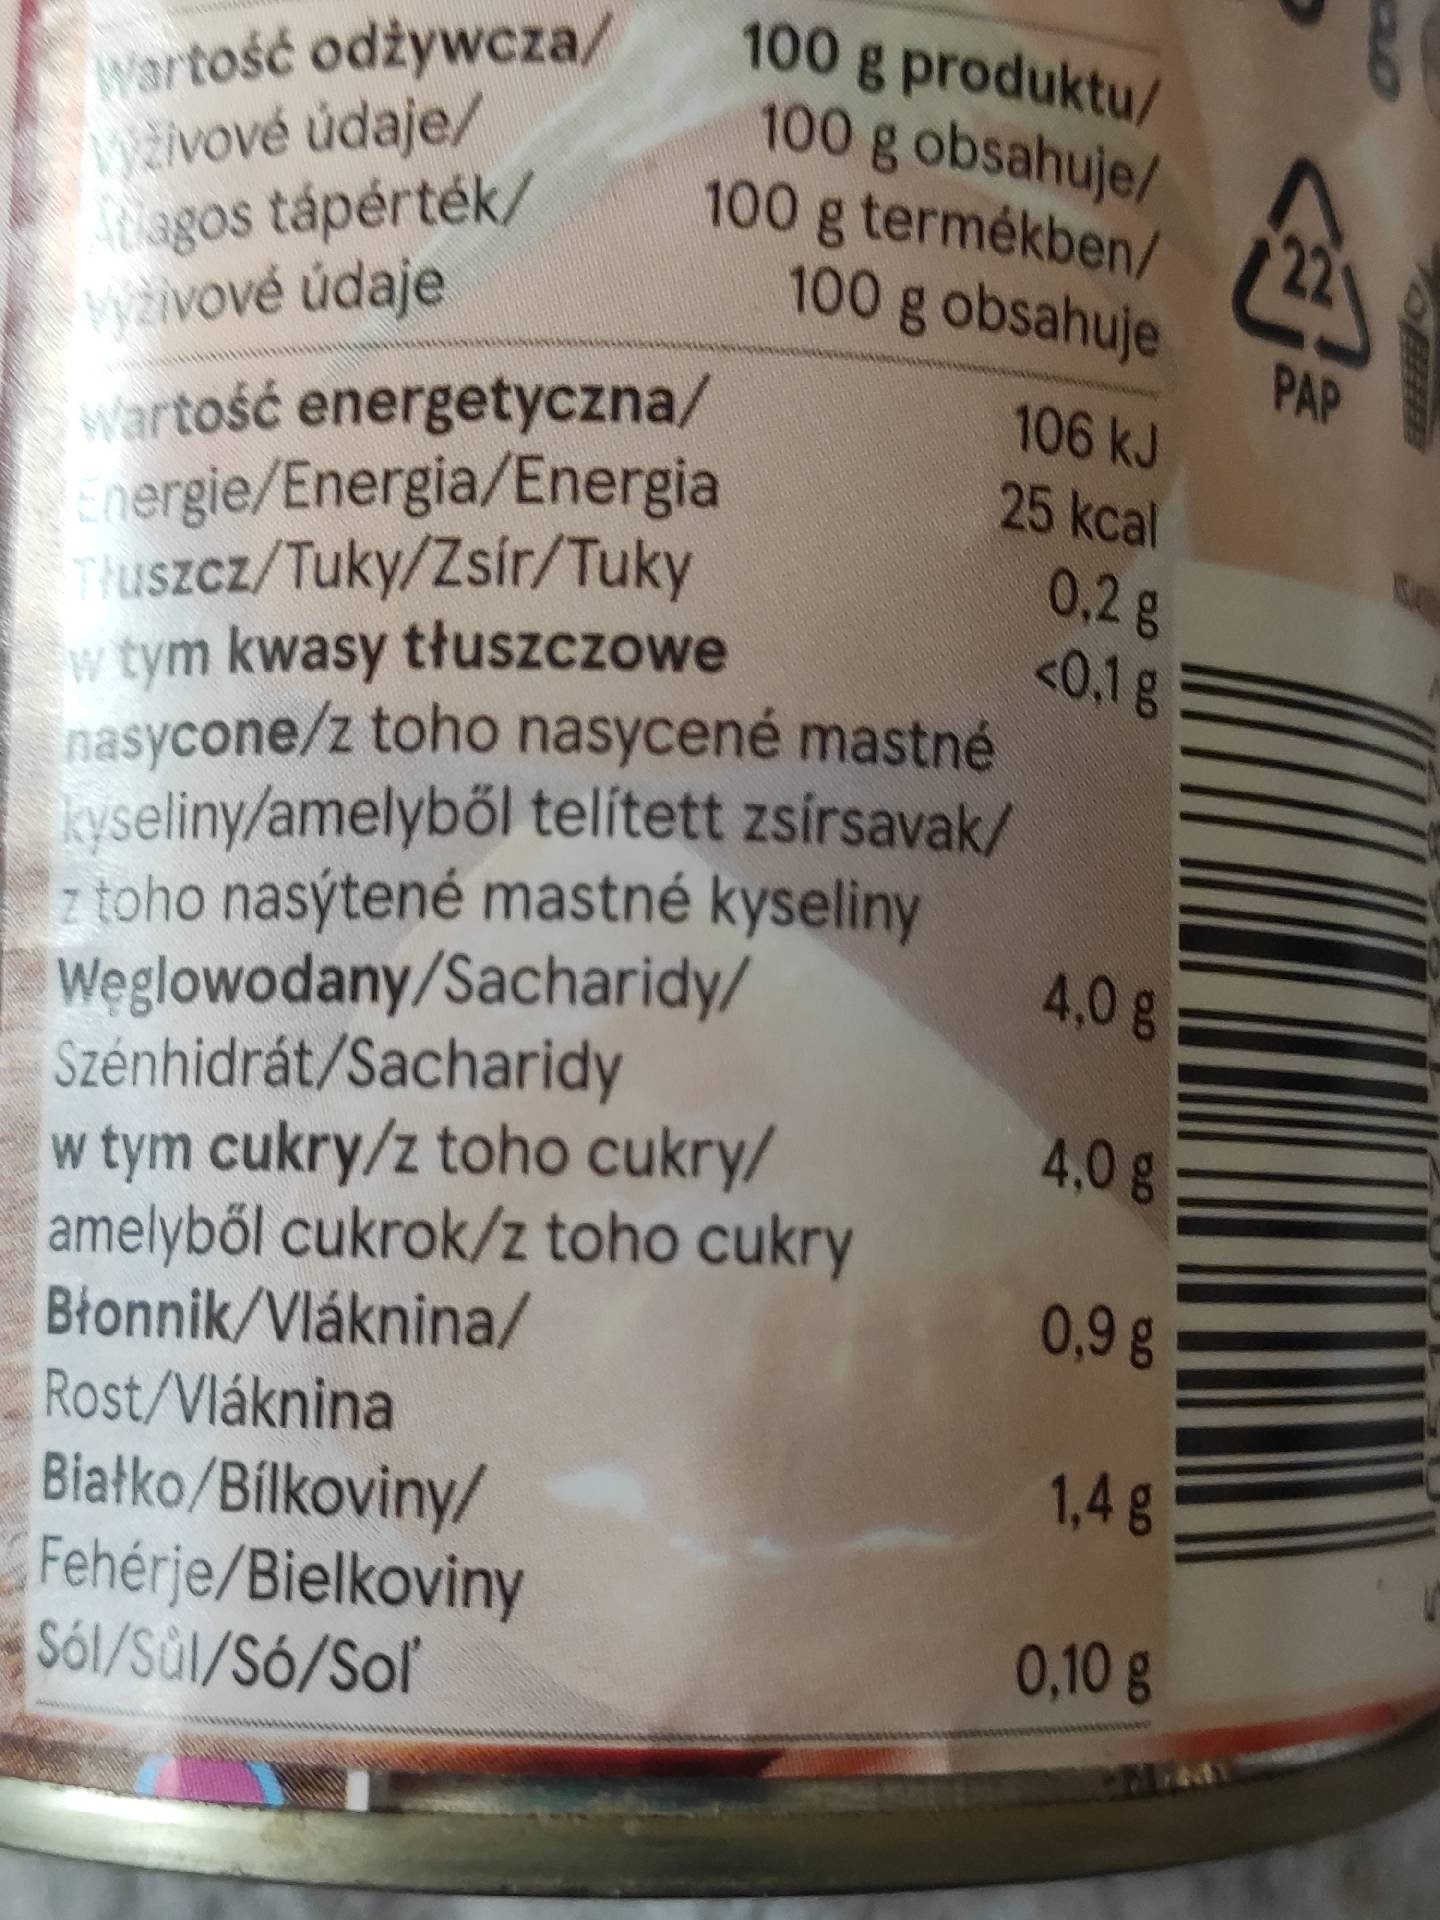 Wartość odżywcza/ 100 g produktu/
Výživové údaje/ 100 g obsahuje/
Átlagos tápérték/ 100 g termékben/
Výživové údaje 100 g obsahuje
Wartość energetyczna/ 106 kJ
Energie/Energia/Energia 25 kcal
Tłuszcz/Tuky/Zsír/Tuky 0,2 g
w tym kwasy tłuszczowe <0,1 g
nasycone/z toho nasycené mastné
kyseliny/amelyből telített zsírsavak/
z toho nasýtené mastné kyseliny
Węglowodany/Sacharidy/ 4,0 g
Szénhidrát/Sacharidy
w tym cukry/z toho cukry/ 4,0 g
amelyből cukrok/z toho cukry
Błonnik/Vláknina/ 0,9 g
Rost/Vláknina
Białko/Bílkoviny/ 1,4 g
Fehérje/Bielkoviny
Sól/Sůl/Só/Soľ 0,10 g
22
PAP